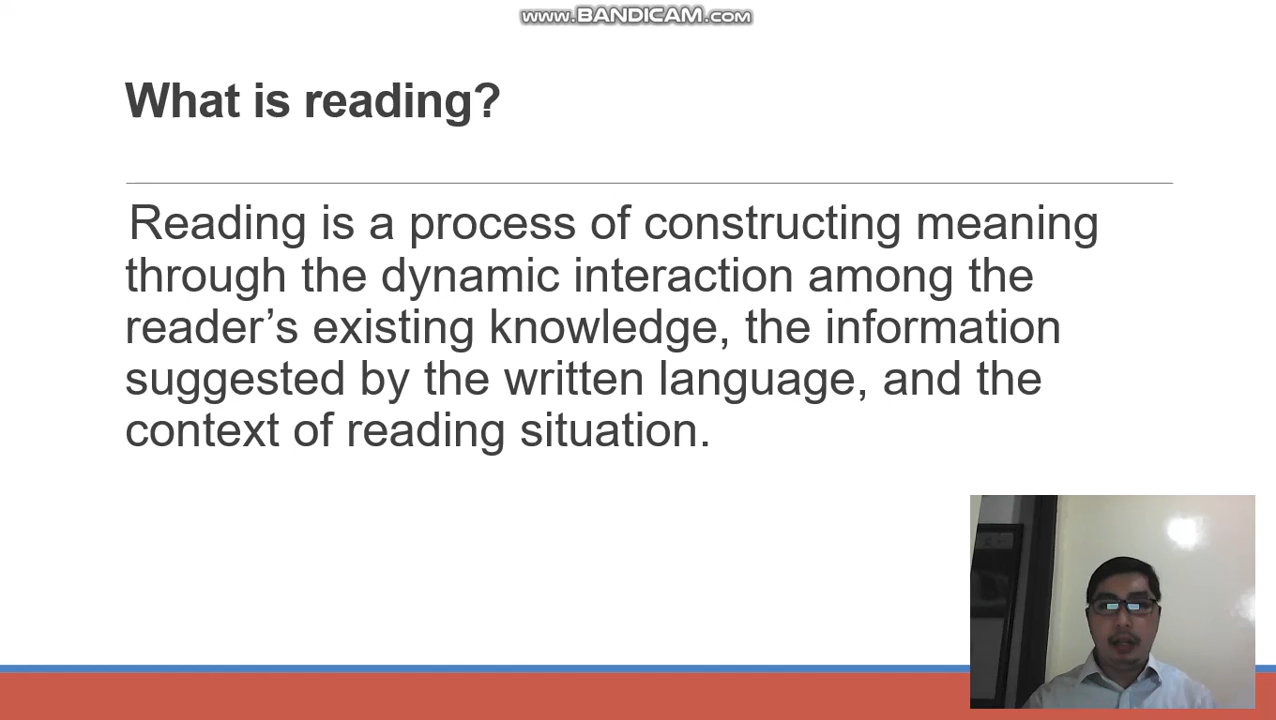 www.BANDICAM.com
What is reading?
Reading is a process of constructing meaning
through the dynamic interaction among the
reader’s existing knowledge, the information
suggested by the written language, and the
context of reading situation.